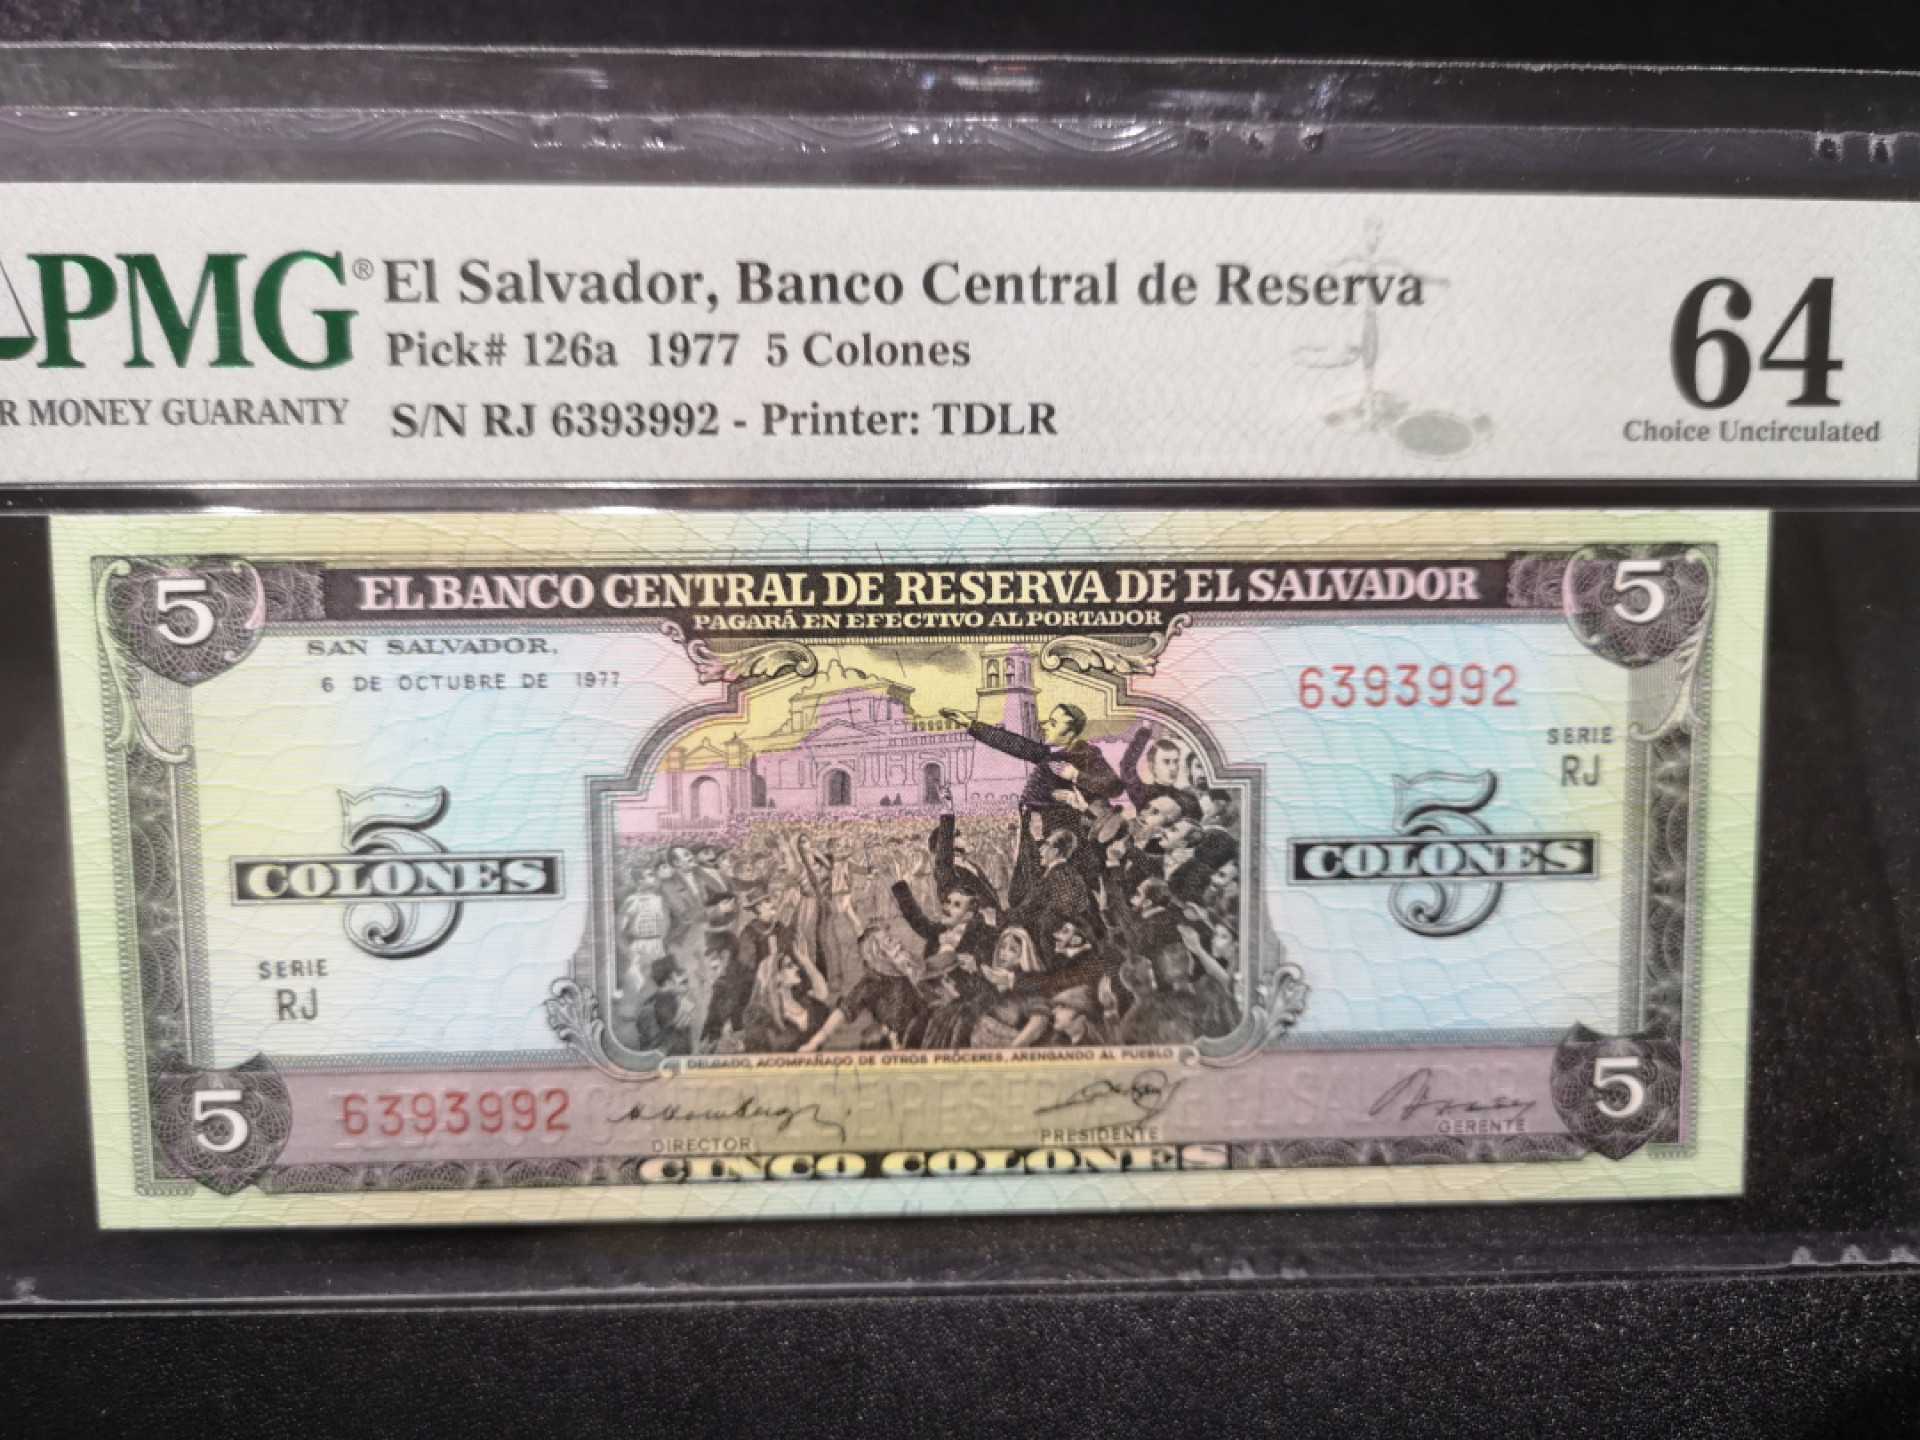 PMG®
R MONEY GUARANTY
El Salvador, Banco Central de Reserva
Pick# 126a 1977 5 Colones
S/N RJ 6393992 - Printer: TDLR
64
Choice Uncirculated
5 EL BANCO CENTRAL DE RESERVA DE EL SALVADOR 5
PAGARÁ EN EFECTIVO AL PORTADOR
SAN SALVADOR,
6 DE OCTUBRE DE 1977
6393992
SERIE
RJ
5
COLONES
5
COLONES
SERIE
RJ
DELGADO, ACOMPAÑADO DE OTROS PROCERES, ARENGANDO AL PUEBLO
5 6393992 5
DIRECTOR
PRESIDENTE
GERENTE
CINCO COLONES